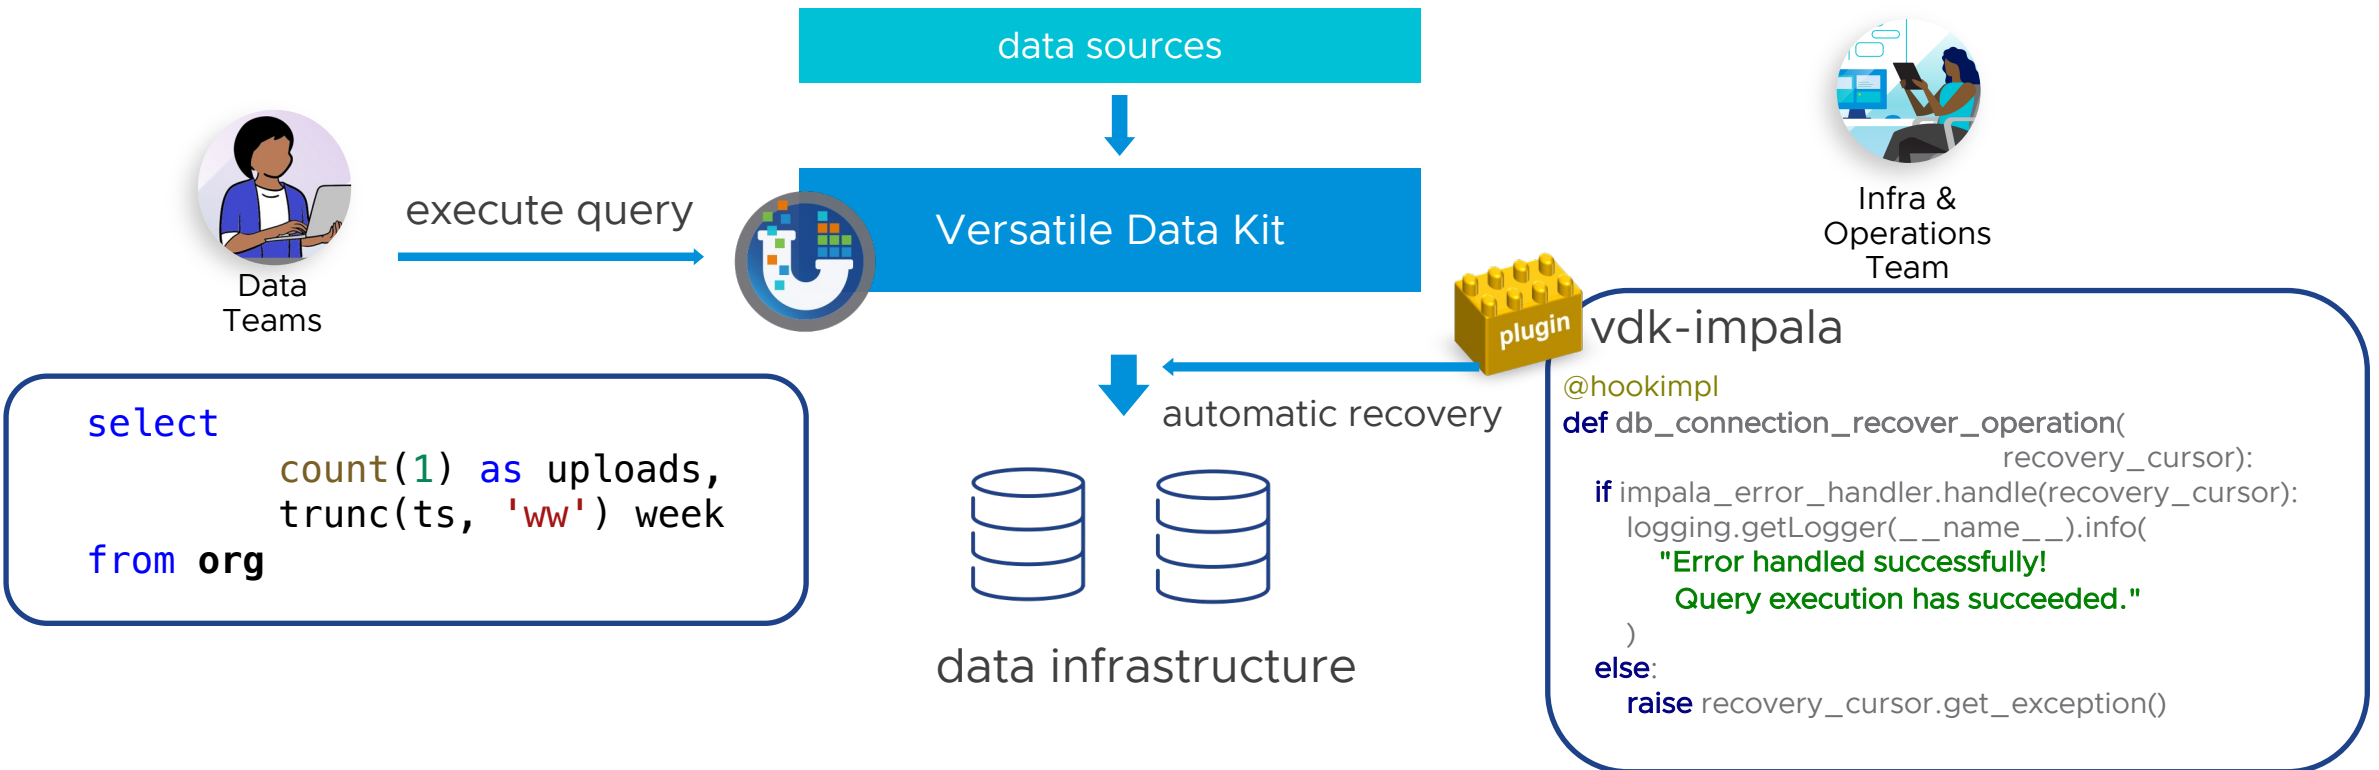 data sources
execute query
Versatile Data Kit
Data
Teams
Infra &
Operations
Team
plugin
vdk-impala
automatic recovery
data infrastructure
select
count(1) as uploads,
trunc(ts, 'ww') week
from org
@hookimpl
def db_connection_recover_operation(
recovery_cursor):
if impala_error_handler.handle(recovery_cursor):
logging.getLogger(__name__).info(
"Error handled successfully!
Query execution has succeeded."
)
else:
raise recovery_cursor.get_exception()